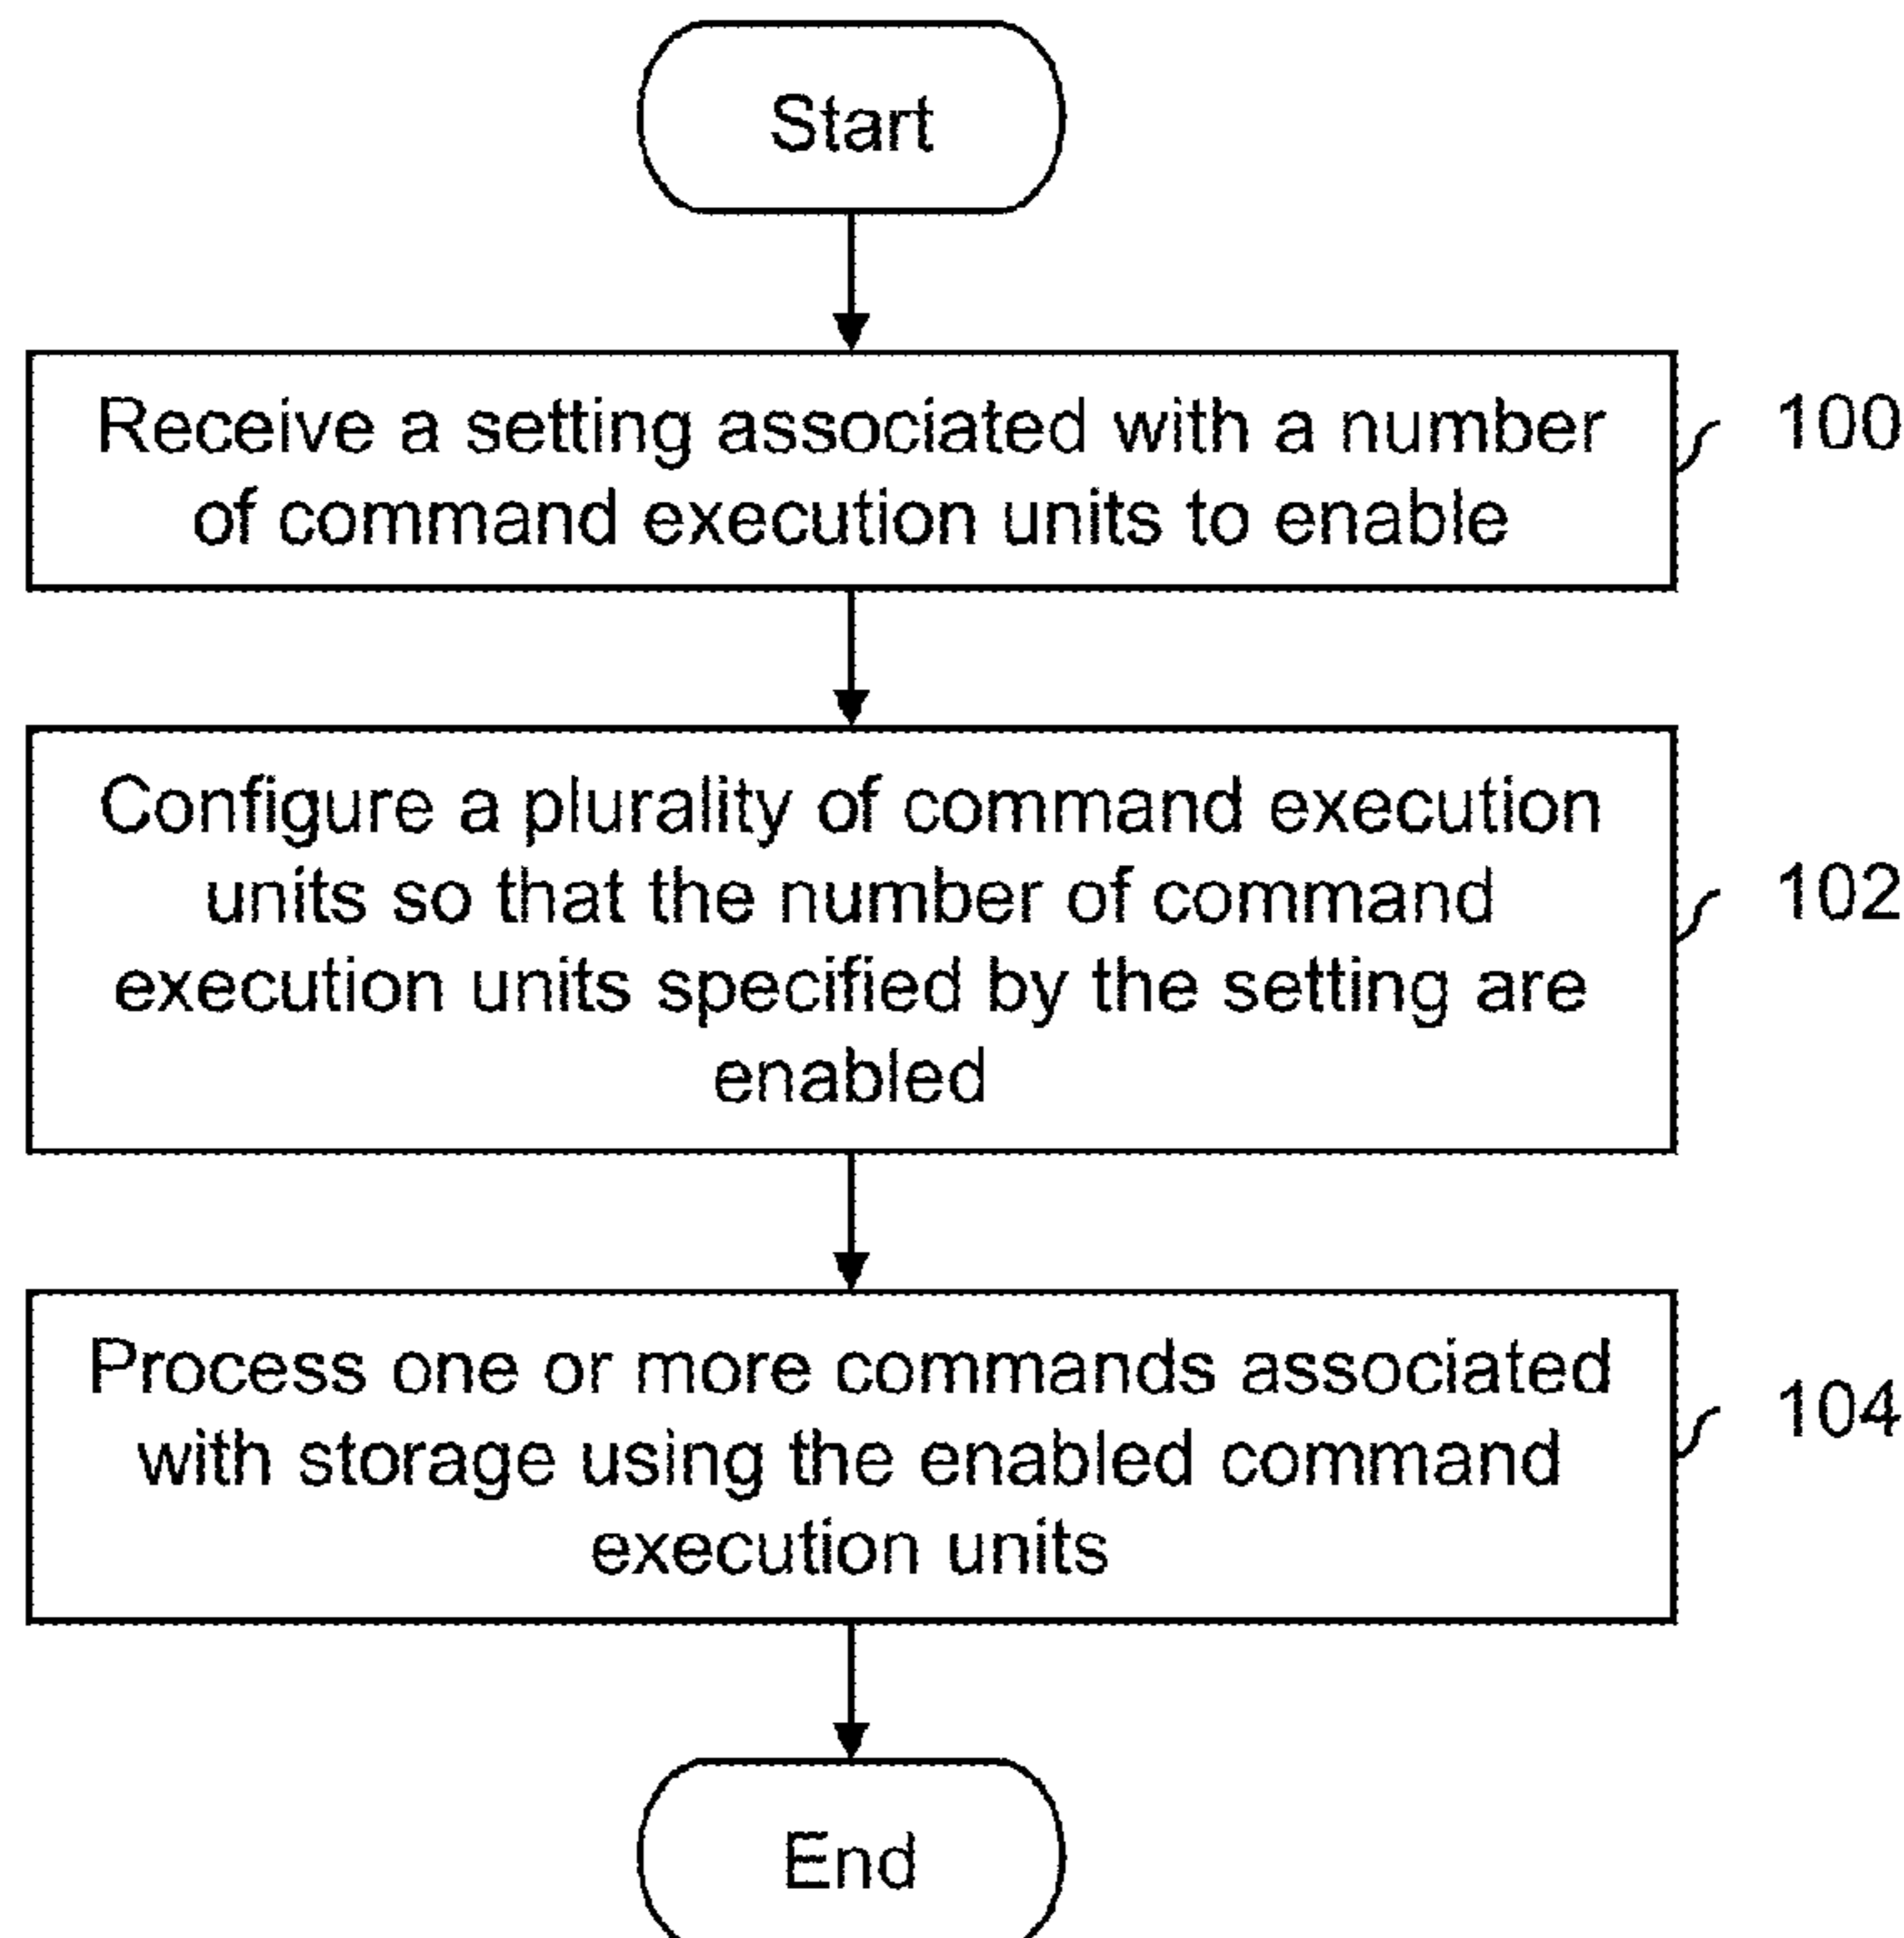 Start
Receive a setting associated with a number
of command execution units to enable
100
Configure a plurality of command execution
units so that the number of command
execution units specified by the setting are
enabled
102
Process one or more commands associated
with storage using the enabled command
execution units
104
End